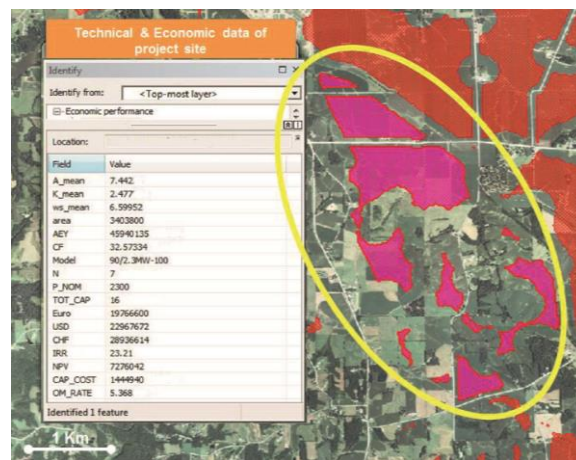 Technical & Economic data of
project site
Identify
Identify from:
<Top-most layer>
Economic performance
Location:
Field Value
A_mean 7.442
K_mean 2.477
ws_mean 6.59952
area 3403800
AEY 45940135
CF 32.57334
Model 90/2.3MW-100
N 7
P_NOM 2300
TOT_CAP 16
Euro 19766600
USD 22967672
CHF 28936614
IRR 23.21
NPV 7276042
CAP_COST 1444940
OM_RATE 5.368
Identified 1 feature
1 Km